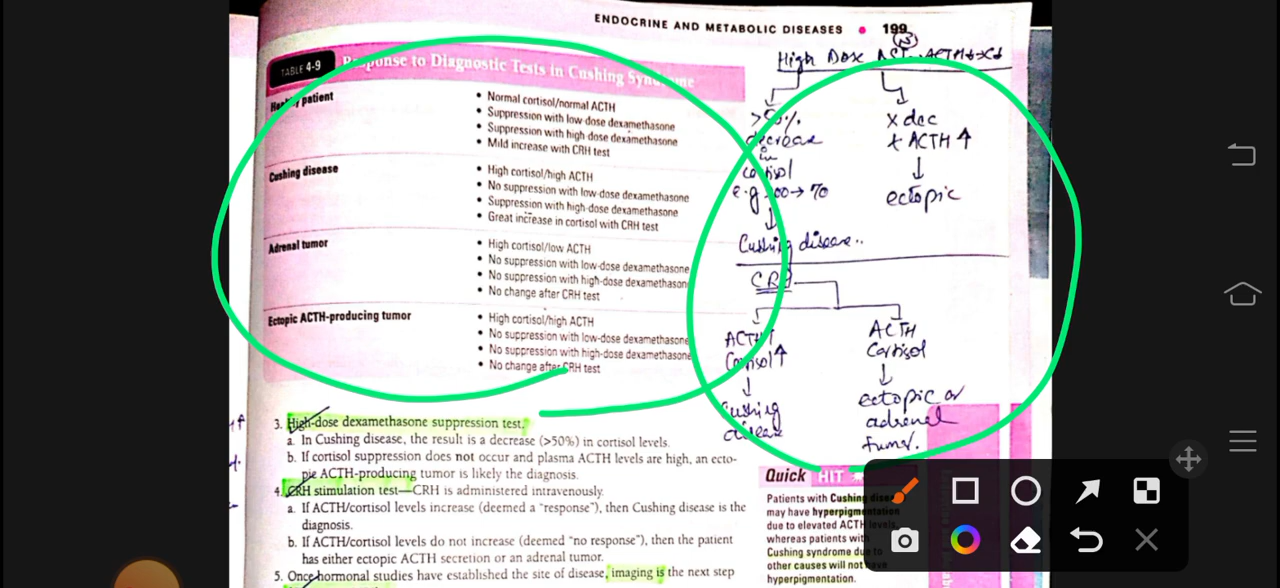 ENDOCRINE AND METABOLIC DISEASES • 199
High Dose
TABLE 4-9 Response to Diagnostic Tests in Cushing Syndrome
Healthy patient
• Normal cortisol/normal ACTH
• Suppression with low-dose dexamethasone
• Suppression with high-dose dexamethasone
• Mild increase with CRH test
Cushing disease
• High cortisol/high ACTH
• No suppression with low-dose dexamethasone
• Suppression with high-dose dexamethasone
• Great increase in cortisol with CRH test
Adrenal tumor
• High cortisol/low ACTH
• No suppression with low-dose dexamethasone
• No suppression with high-dose dexamethason
• No change after CRH test
Ectopic ACTH-producing tumor
• High cortisol/high ACTH
• No suppression with low-dose dexamethasone
• No suppression with high-dose dexamethasone
• No change after CRH test
>50%
decrease
in
cortisol
e.g 100→70
Cushing disease..
x dec
+ ACTH ↑
ectopic
CRH
ACTH↑
Cortisol↑
Cushing
disease
ACTH
Cortisol
ectopic or
adrenal
tumor.
3. High-dose dexamethasone suppression test,
a. In Cushing disease, the result is a decrease (>50%) in cortisol levels.
b. If cortisol suppression does not occur and plasma ACTH levels are high, an ecto-
pic ACTH-producing tumor is likely the diagnosis.
4. CRH stimulation test—CRH is administered intravenously.
a. If ACTH/cortisol levels increase (deemed a "response"), then Cushing disease is the
diagnosis.
b. If ACTH/cortisol levels do not increase (deemed "no response"), then the patient
has either ectopic ACTH secretion or an adrenal tumor.
5. Once hormonal studies have established the site of disease, imaging is the next step
Quick HIT
Patients with Cushing disease
may have hyperpigmentation
due to elevated ACTH levels,
whereas patients with
Cushing syndrome due to
other causes will not have
hyperpigmentation.